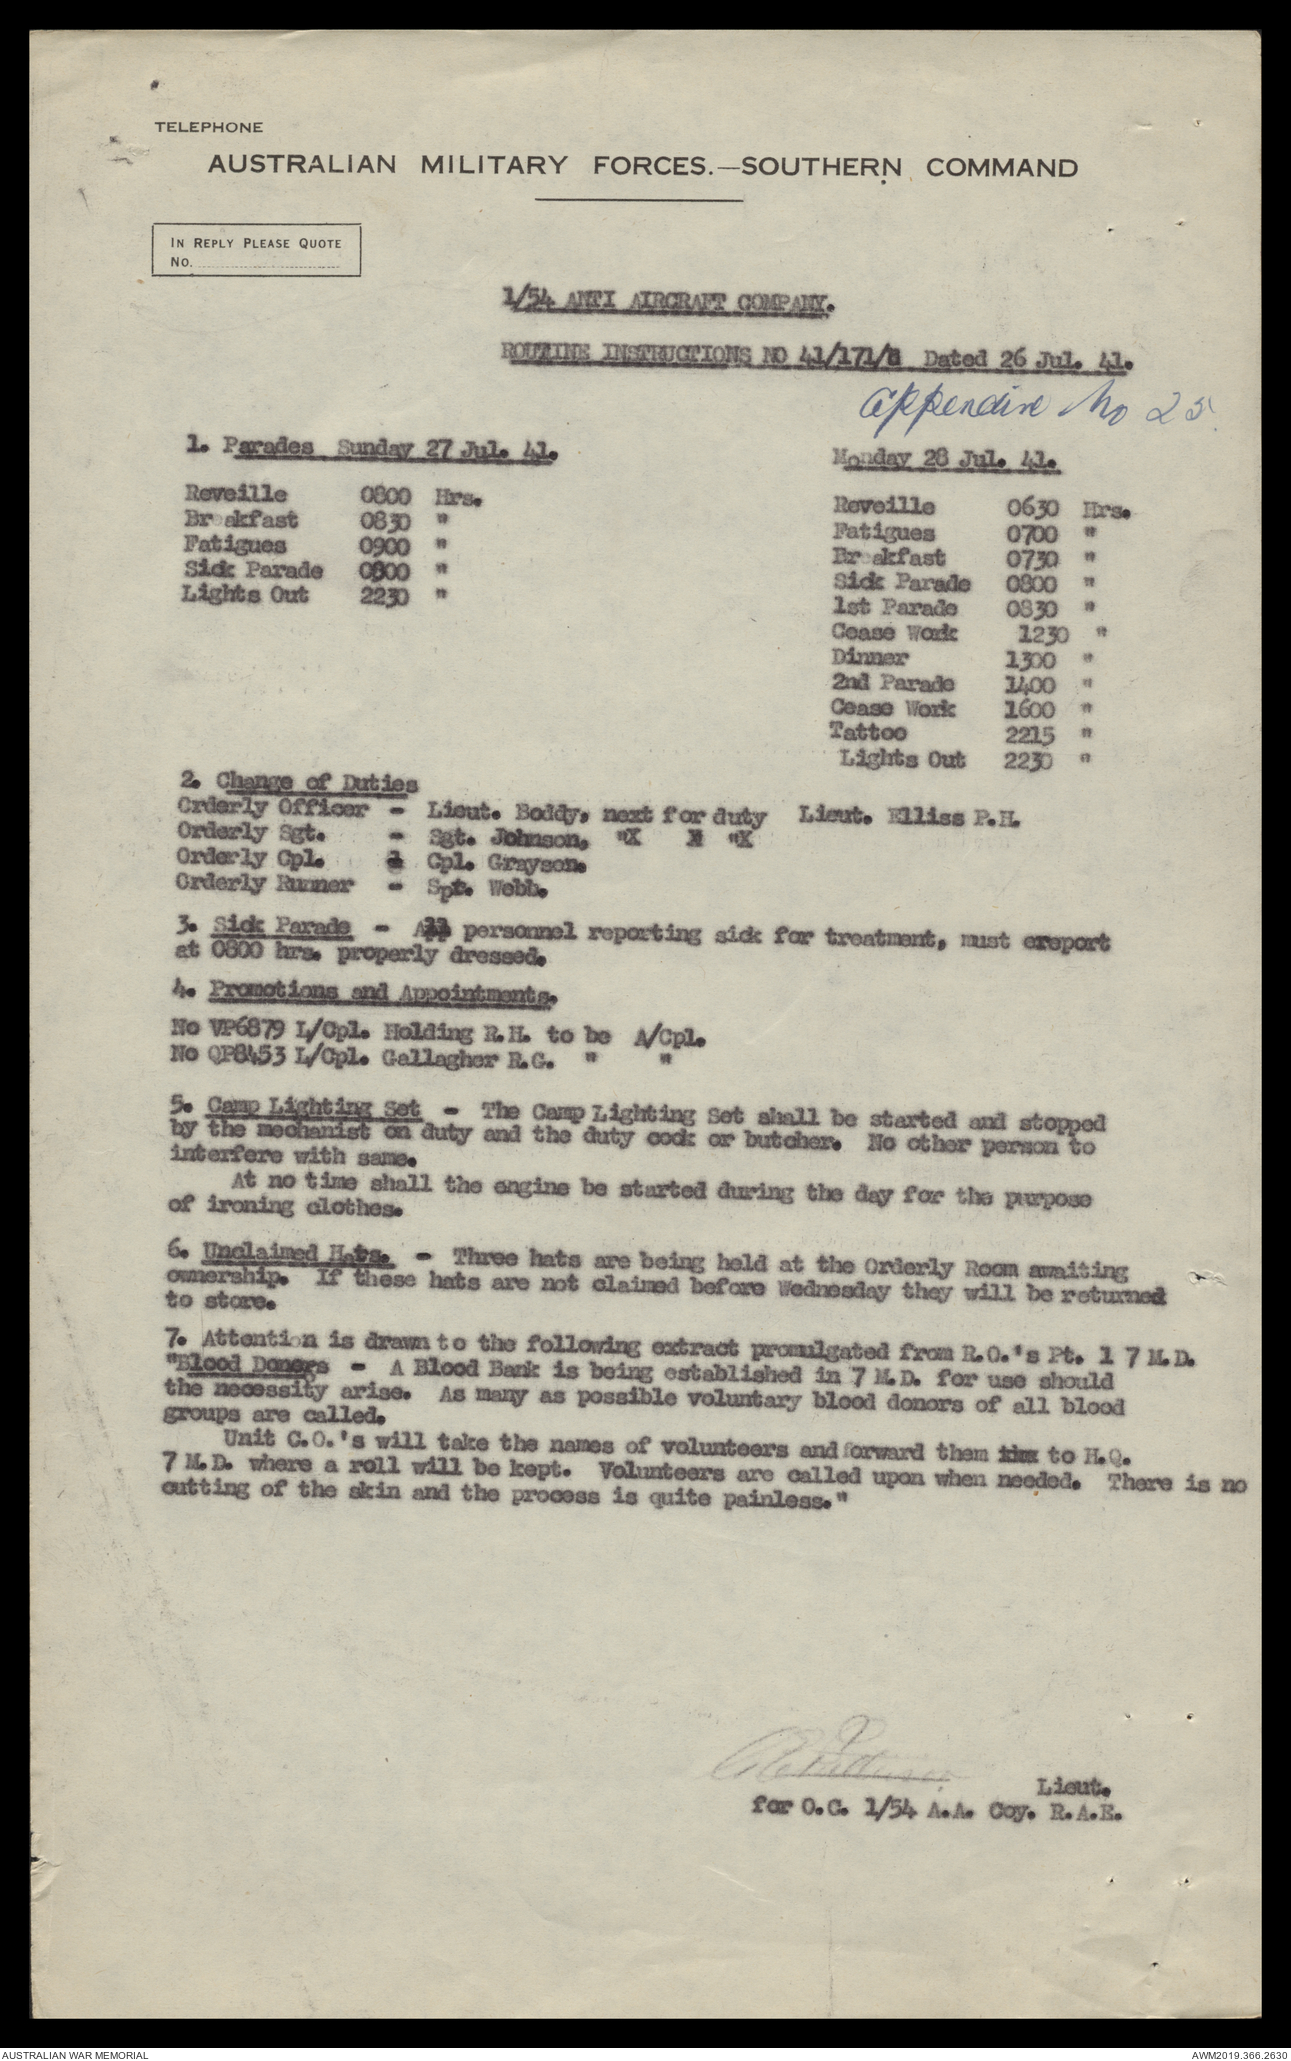 TELEPHONE
AUSTRALIAN MILITARY FORCES.—SOUTHERN COMMAND
IN REPLY PLEASE QUOTE
No.
1/54 ANTI AIRCRAFT COMPANY.
ROUTINE INSTRUCTIONS NO 41/171/ Dated 26 Jul. 41.
Appendix No 25
1. Parades Sunday 27 Jul. 41.
Reveille 0800 Hrs.
Breakfast 0830 "
Fatigues 0900 "
Sick Parade 0800 "
Lights Out 2230 "
Monday 28 Jul. 41.
Reveille 0630 Hrs.
Fatigues 0700 "
Breakfast 0730 "
Sick Parade 0800 "
1st Parade 0830 "
Cease Work 1230 "
Dinner 1300 "
2nd Parade 1400 "
Cease Work 1600 "
Tattoo 2215 "
Lights Out 2230 "
2. Change of Duties
Orderly Officer - Lieut. Boddy, next for duty Lieut. Elliss P.H.
Orderly Sgt. - Sgt. Johnson, "X " "X
Orderly Cpl. - Cpl. Grayson.
Orderly Runner - Spr. Webb.
3. Sick Parade - All personnel reporting sick for treatment, must ereport
at 0800 hrs. properly dressed.
4. Promotions and Appointments.
No VP6879 L/Cpl. Holding R.H. to be A/Cpl.
No QP8453 L/Cpl. Gallagher R.G. " "
5. Camp Lighting Set - The Camp Lighting Set shall be started and stopped
by the mechanist on duty and the duty cock or butcher. No other person to
interfere with same.
At no time shall the engine be started during the day for the purpose
of ironing clothes.
6. Unclaimed Hats. - Three hats are being held at the Orderly Room awaiting
ownership. If these hats are not claimed before Wednesday they will be returned
to store.
7. Attention is drawn to the following extract promulgated from R.O.'s Pt. 1 7 M.D.
"Blood Donors - A Blood Bank is being established in 7 M.D. for use should
the necessity arise. As many as possible voluntary blood donors of all blood
groups are called.
Unit C.O.'s will take the names of volunteers and forward them to H.Q.
7 M.D. where a roll will be kept. Volunteers are called upon when needed. There is no
cutting of the skin and the process is quite painless."
Lieut.
for O.C. 1/54 A.A. Coy. R.A.E.
AUSTRALIAN WAR MEMORIAL
AWM2019.366.2630